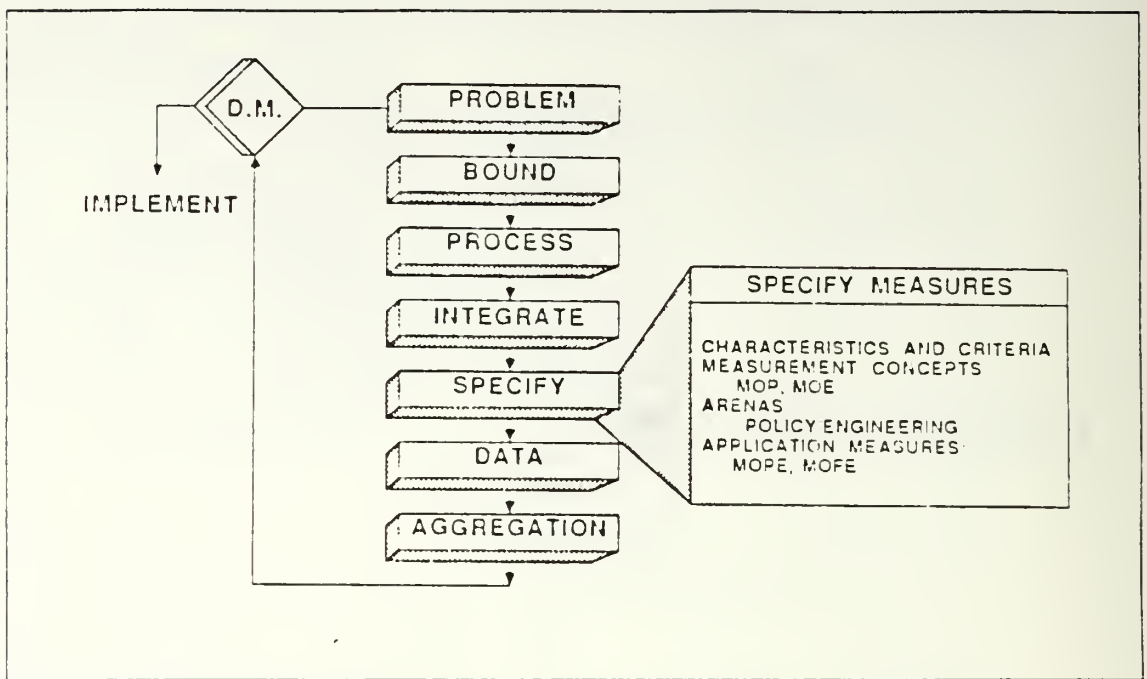 D.M.
IMPLEMENT
PROBLEM
BOUND
PROCESS
INTEGRATE
SPECIFY
DATA
AGGREGATION
SPECIFY MEASURES
CHARACTERISTICS AND CRITERIA
MEASUREMENT CONCEPTS
MOP, MOE
ARENAS
POLICY ENGINEERING
APPLICATION MEASURES
MOPE, MOFE